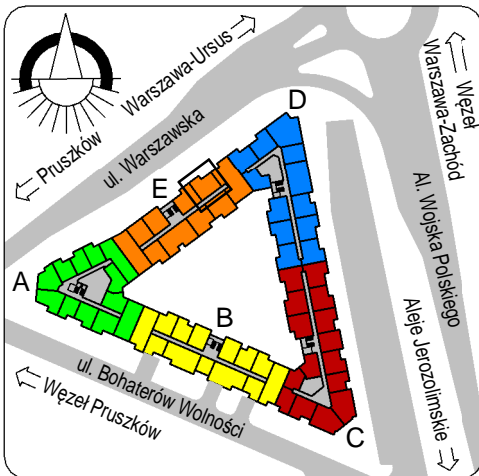 Warszawa-Ursus
Pruszków
ul. Warszawska
Węzeł
Warszawa-Zachód
Al. Wojska Polskiego
Aleje Jerozolimskie
D
E
A
B
C
ul. Bohaterów Wolności
Węzeł Pruszków